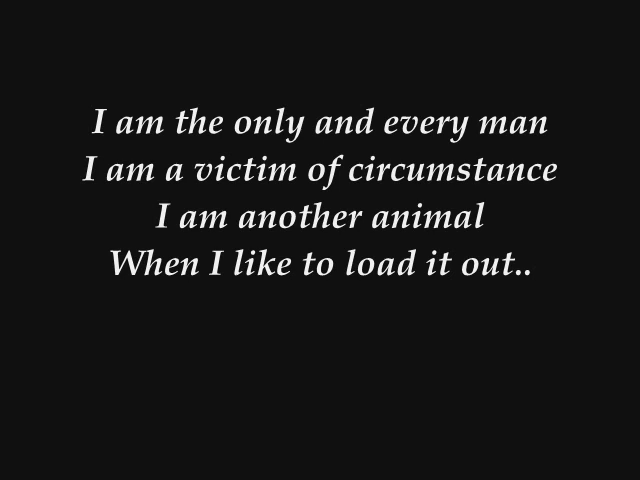 I am the only and every man
I am a victim of circumstance
I am another animal
When I like to load it out..